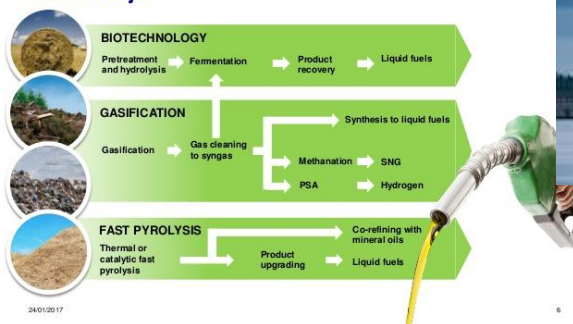 BIOTECHNOLOGY
Pretreatment
and hydrolysis
Fermentation
Product
recovery
Liquid fuels
GASIFICATION
Gasification
Gas cleaning
to syngas
Synthesis to liquid fuels
Methanation
SNG
PSA
Hydrogen
FAST PYROLYSIS
Thermal or
catalytic fast
pyrolysis
Co-refining with
mineral oils
Product
upgrading
Liquid fuels
24/01/2017
6